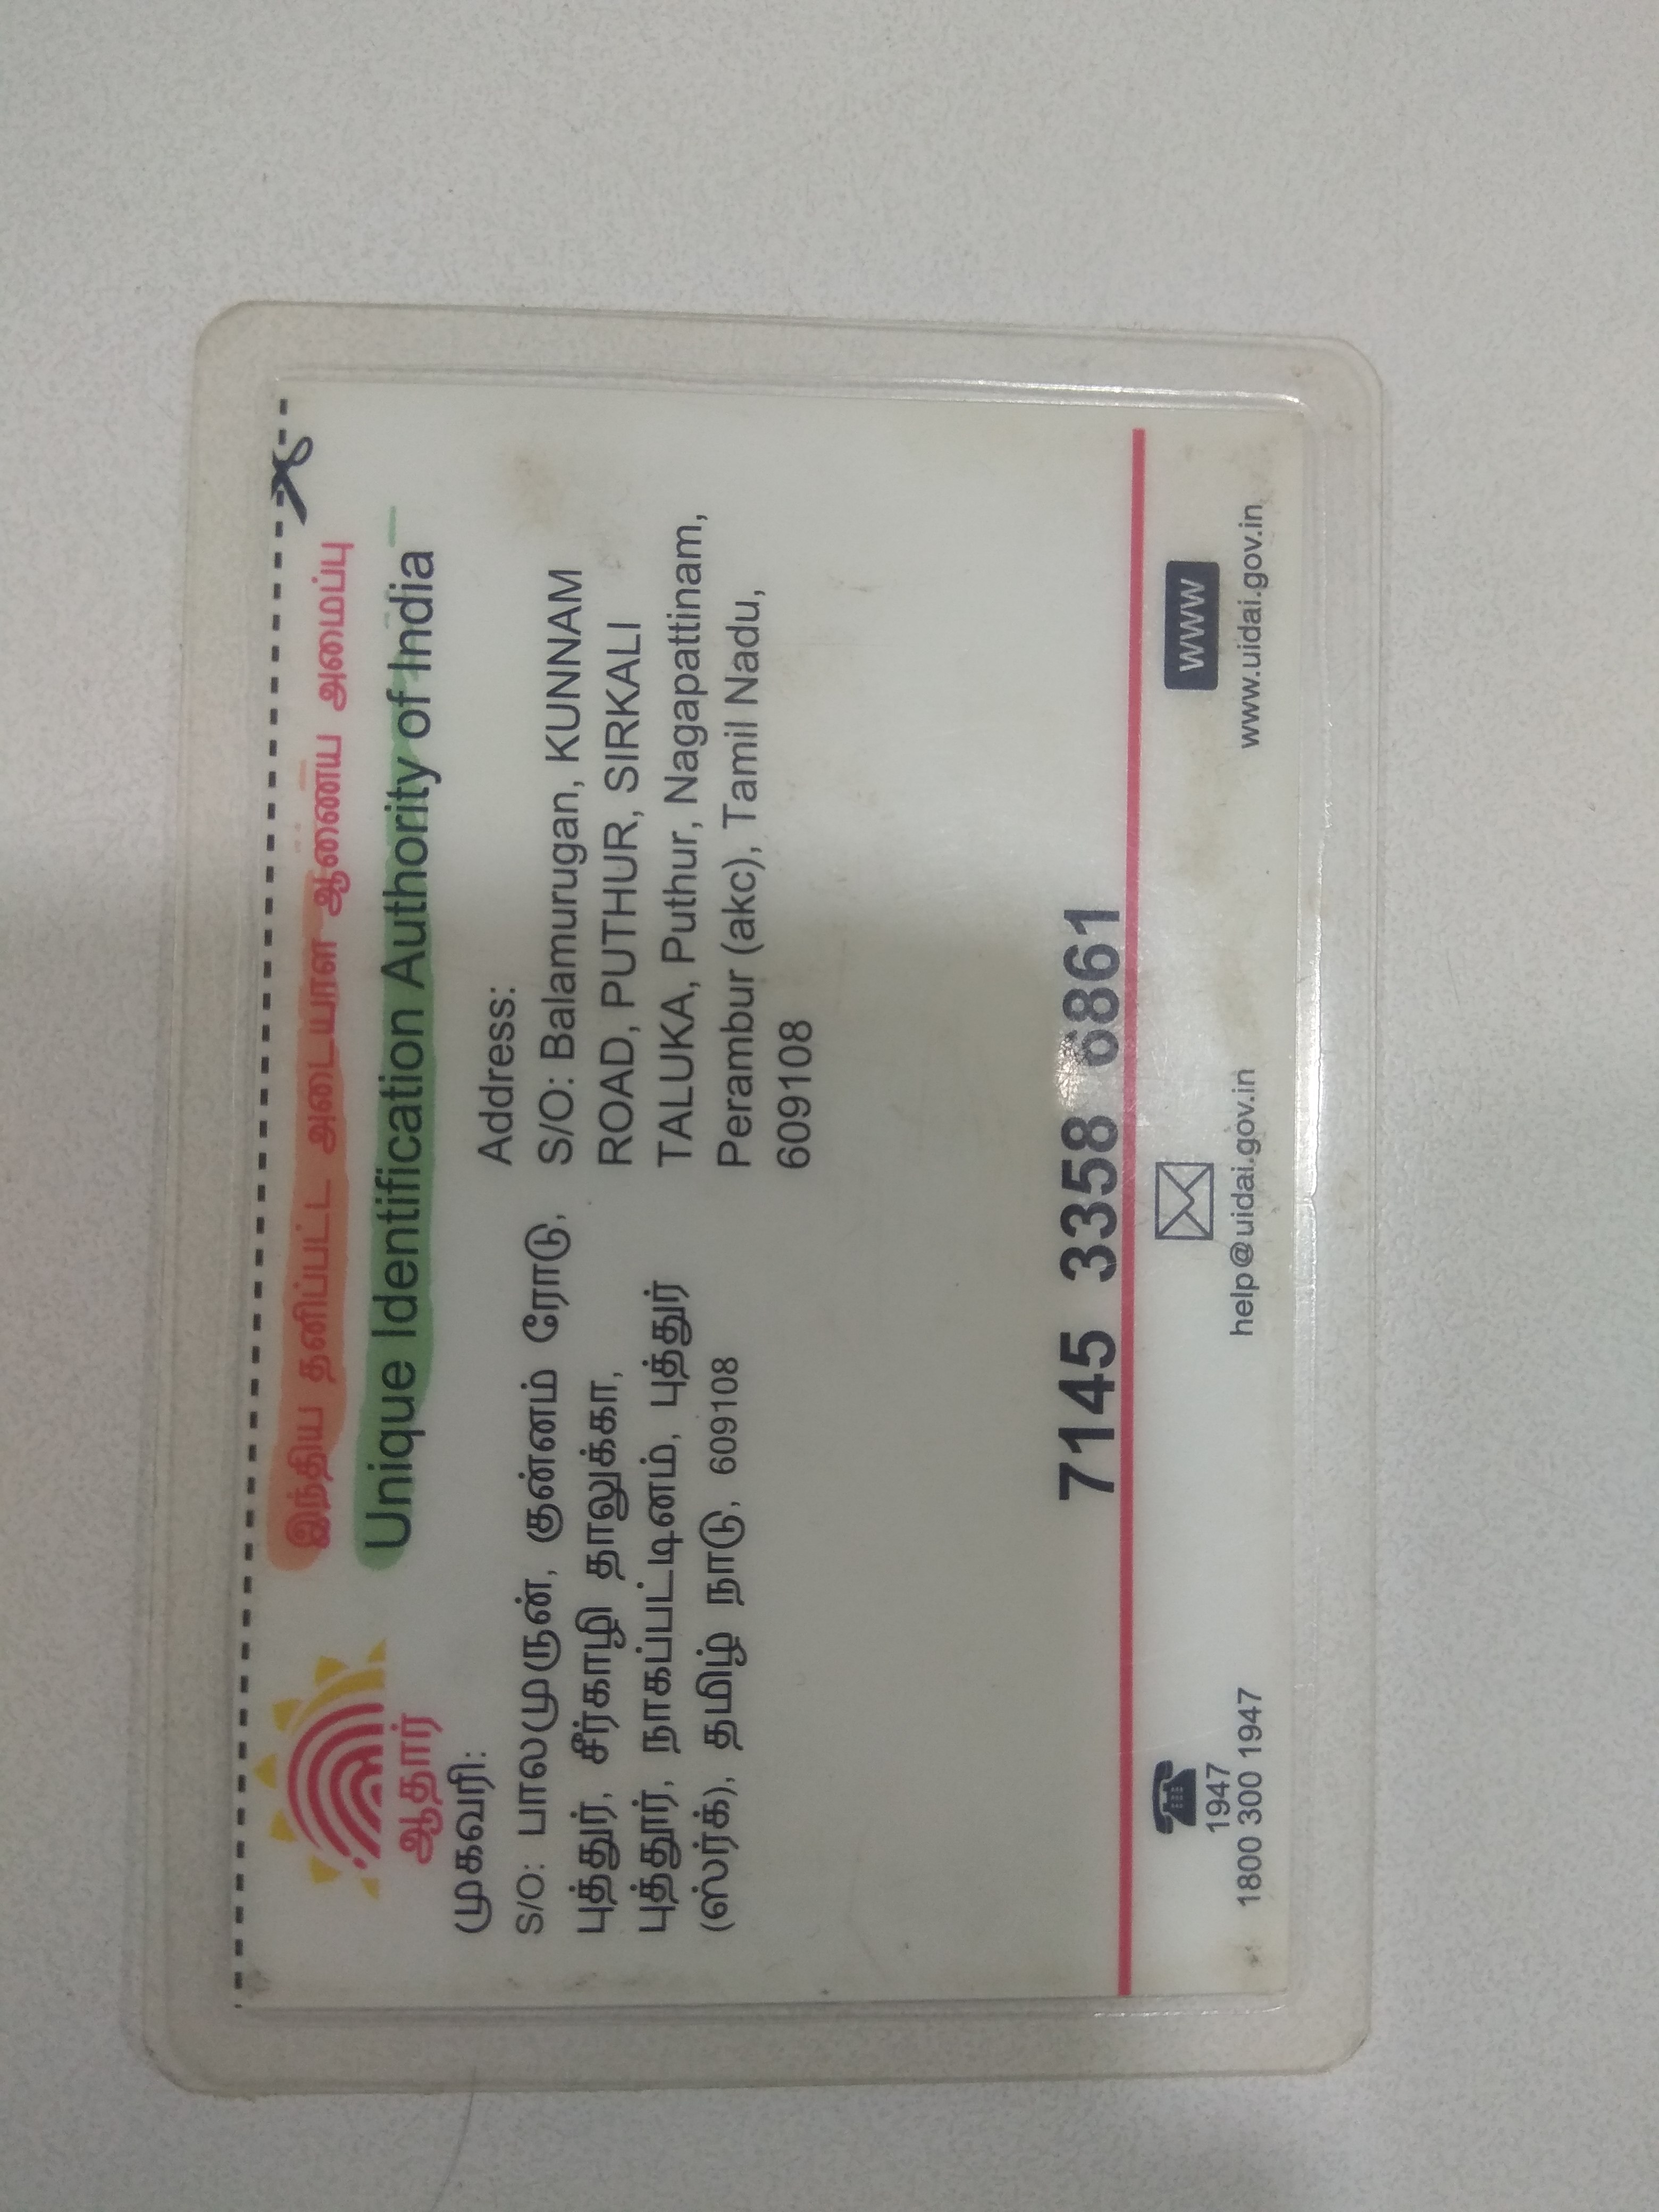 இந்திய தனிப்பட்ட அடையாள ஆணைய அமைப்பு
Unique Identification Authority of India
ஆதார்
முகவரி:
S/O: பாலமுருன், குன்னம் ரோடு,
புத்துர், சீர்காழி தாலுக்கா,
புத்தூர், நாகப்பட்டினம், புத்துர்
(ஸ்ர்க்), தமிழ் நாடு, 609108
Address:
S/O: Balamurugan, KUNNAM
ROAD, PUTHUR, SIRKALI
TALUKA, Puthur, Nagapattinam,
Perambur (akc), Tamil Nadu,
609108
7145 3358 6861
1947
1800 300 1947
help@uidai.gov.in
WWW
www.uidai.gov.in